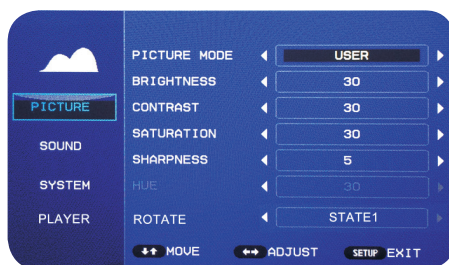 PICTURE MODE USER
BRIGHTNESS 30
PICTURE
CONTRAST 30
SATURATION 30
SOUND
SHARPNESS 5
SYSTEM
HUE 30
PLAYER
ROTATE STATE1
MOVE ADJUST SETUP EXIT